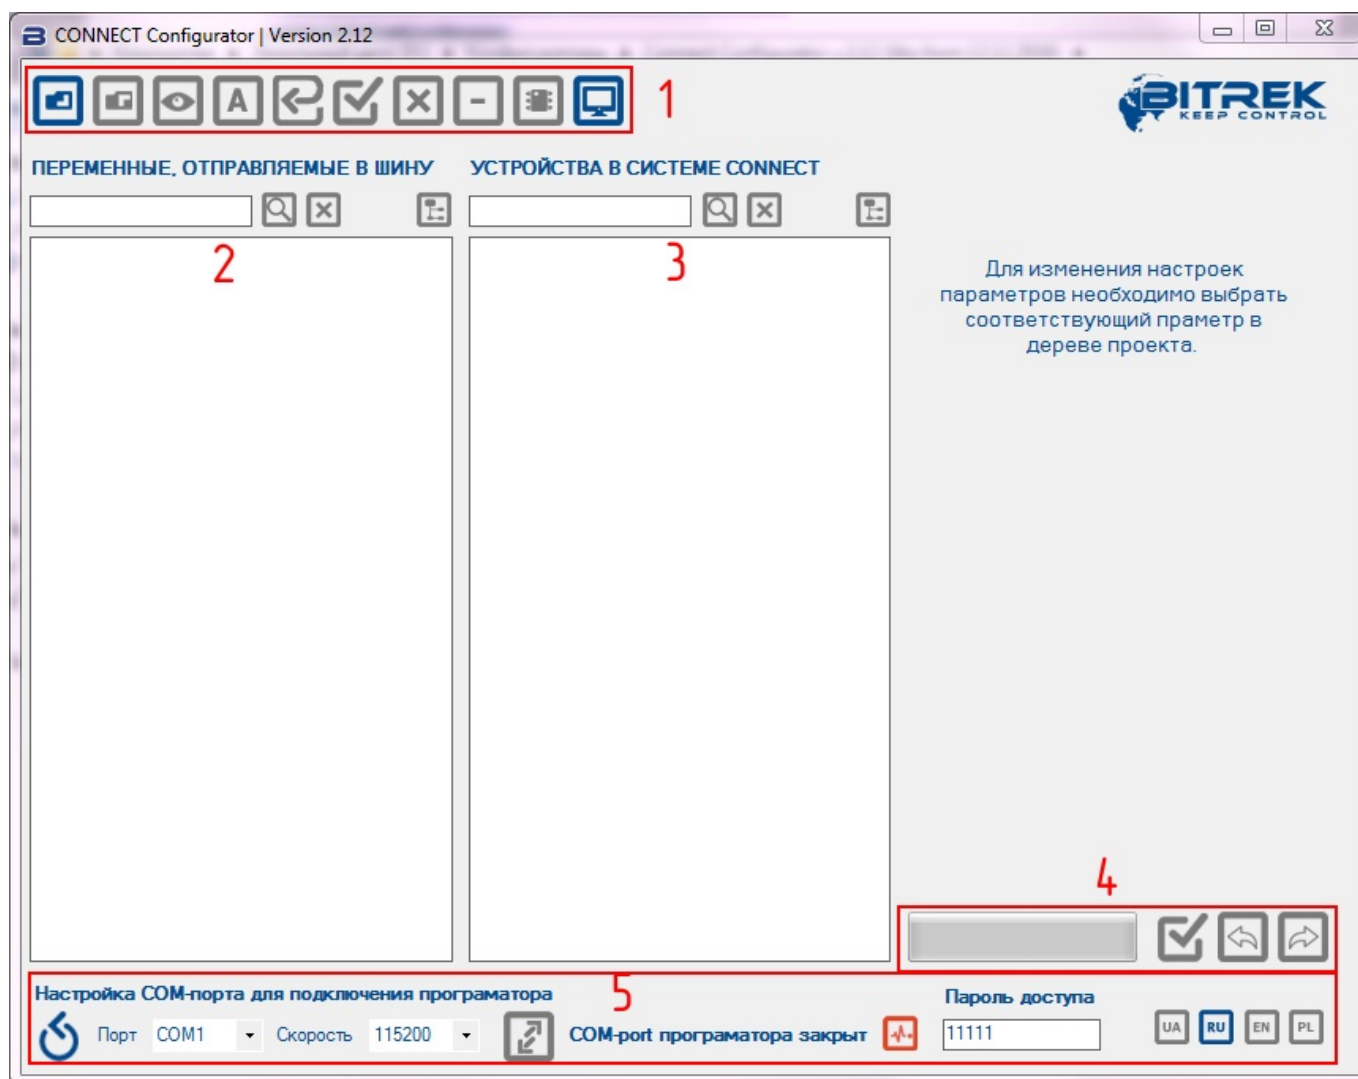 CONNECT Configurator | Version 2.12
A
1
BITREK
KEEP CONTROL
ПЕРЕМЕННЫЕ, ОТПРАВЛЯЕМЫЕ В ШИНУ
УСТРОЙСТВА В СИСТЕМЕ CONNECT
2
3
Для изменения настроек
параметров необходимо выбрать
соответствующий праметр в
дереве проекта.
4
5
Настройка COM-порта для подключения програматора
Пароль доступа
Порт COM1 Скорость 115200 COM-port програматора закрыт 11111 UA RU EN PL